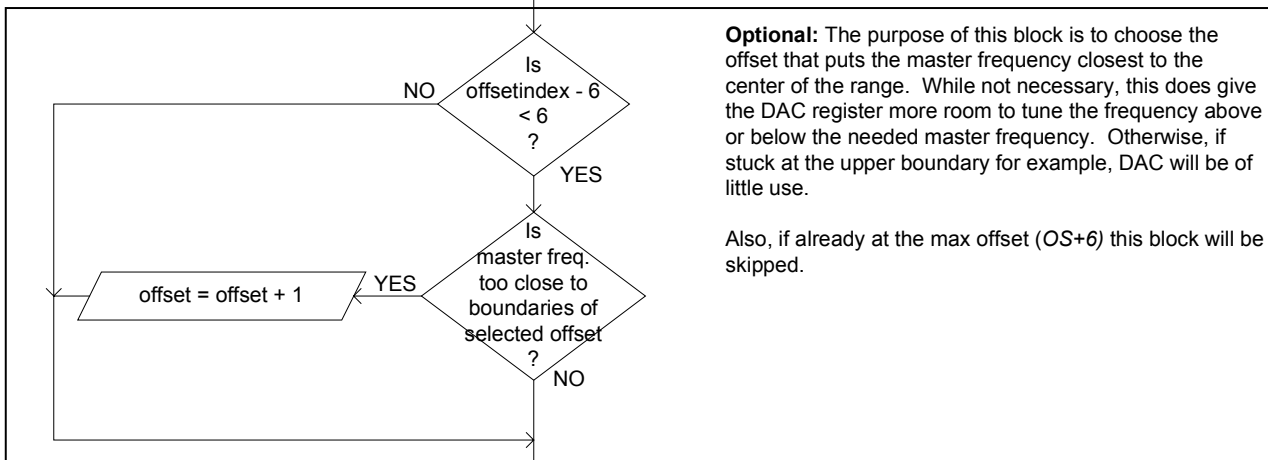 Is
offsetindex - 6
< 6
?
NO
YES
Is
master freq.
too close to
boundaries of
selected offset
?
YES
offset = offset + 1
NO
Optional: The purpose of this block is to choose the
offset that puts the master frequency closest to the
center of the range. While not necessary, this does give
the DAC register more room to tune the frequency above
or below the needed master frequency. Otherwise, if
stuck at the upper boundary for example, DAC will be of
little use.
Also, if already at the max offset (OS+6) this block will be
skipped.